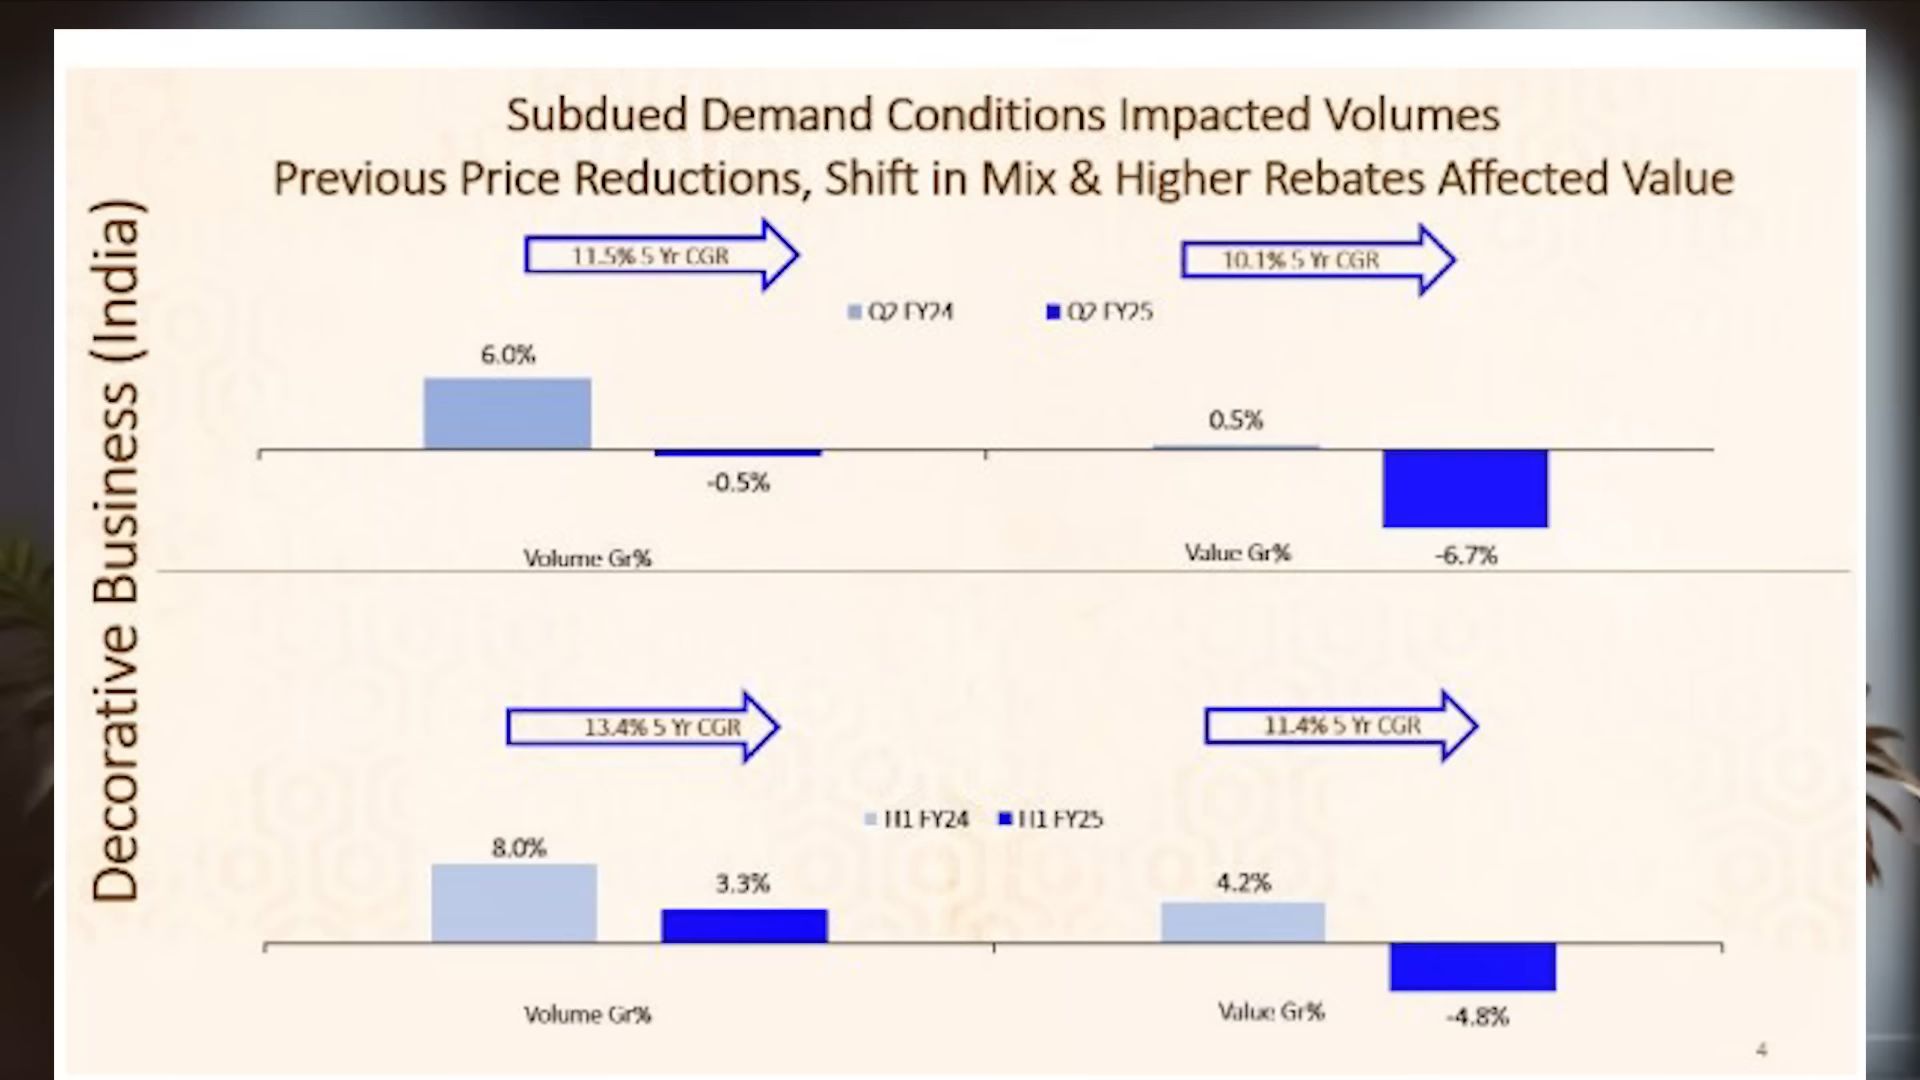 Subdued Demand Conditions Impacted Volumes
Previous Price Reductions, Shift in Mix & Higher Rebates Affected Value
Decorative Business (India)
11.5% 5 Yr CGR
10.1% 5 Yr CGR
Q2 FY24
Q2 FY25
6.0%
-0.5%
0.5%
-6.7%
Volume Gr%
Value Gr%
13.4% 5 Yr CGR
11.4% 5 Yr CGR
H1 FY24
H1 FY25
8.0%
3.3%
4.2%
-4.8%
Volume Gr%
Value Gr%
4